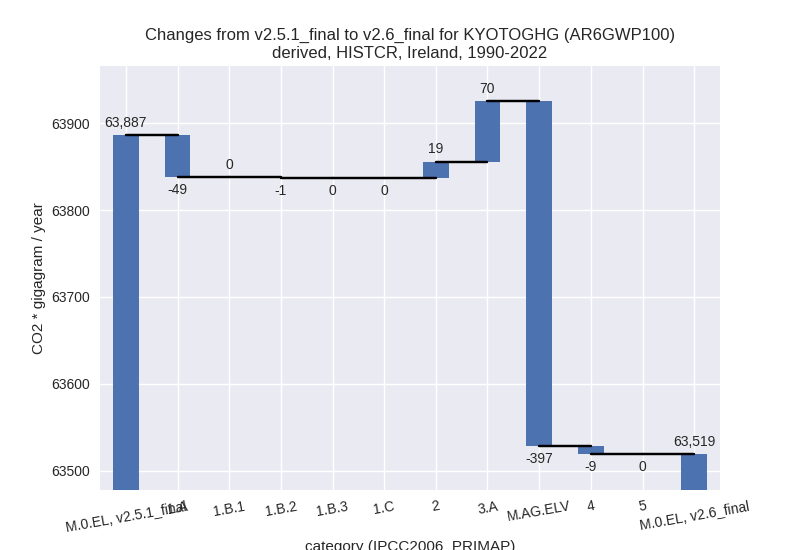 Changes from v2.5.1_final to v2.6_final for KYOTOGHG (AR6GWP100)
derived, HISTCR, Ireland, 1990-2022
CO2 * gigagram / year
63900
63800
63700
63600
63500
63,887
-49
0
-1
0
0
19
70
-397
-9
0
63,519
M.0.EL, v2.5.1_final
1.A
1.B.1
1.B.2
1.B.3
1.C
2
3.A
M.AG.ELV
4
5
M.0.EL, v2.6_final
category (IPCC2006_PRIMAP)